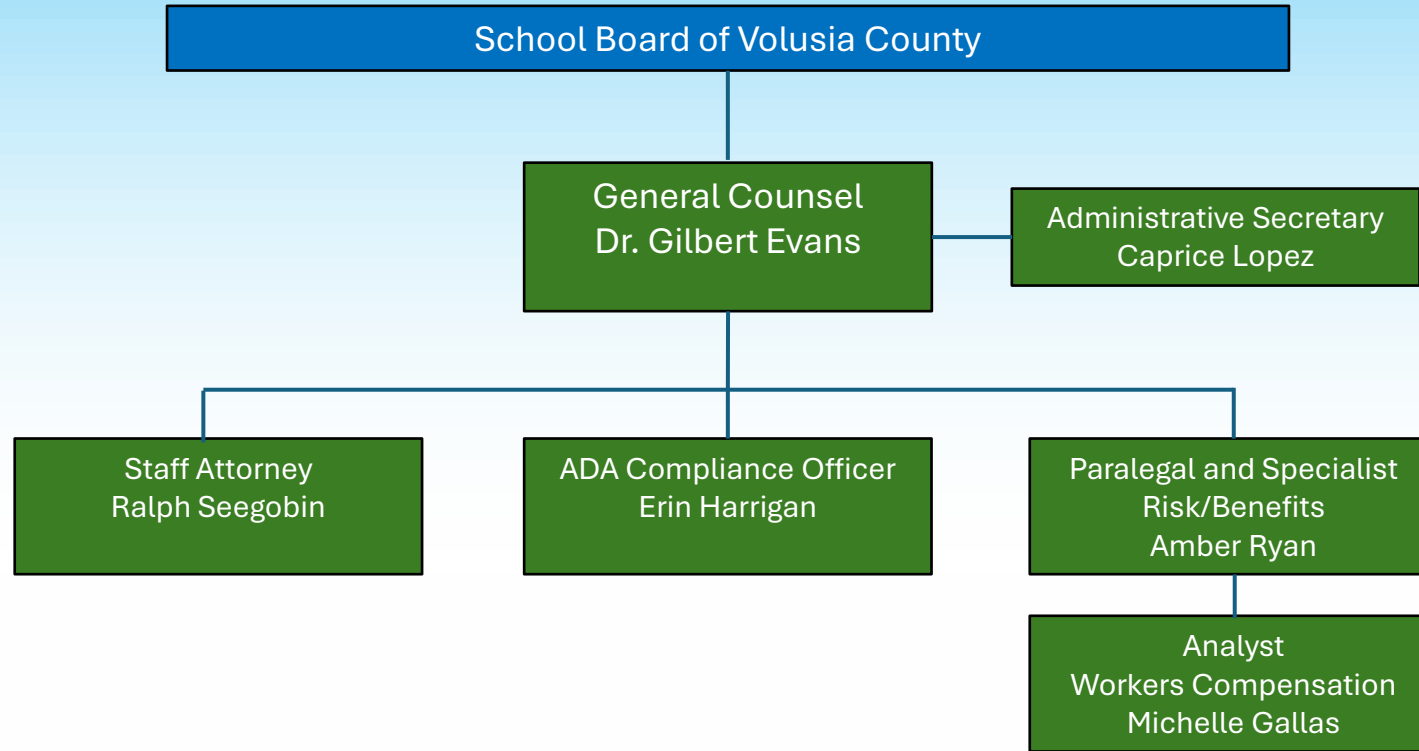 School Board of Volusia County
General Counsel
Dr. Gilbert Evans
Administrative Secretary
Caprice Lopez
Staff Attorney
Ralph Seegobin
ADA Compliance Officer
Erin Harrigan
Paralegal and Specialist
Risk/Benefits
Amber Ryan
Analyst
Workers Compensation
Michelle Gallas